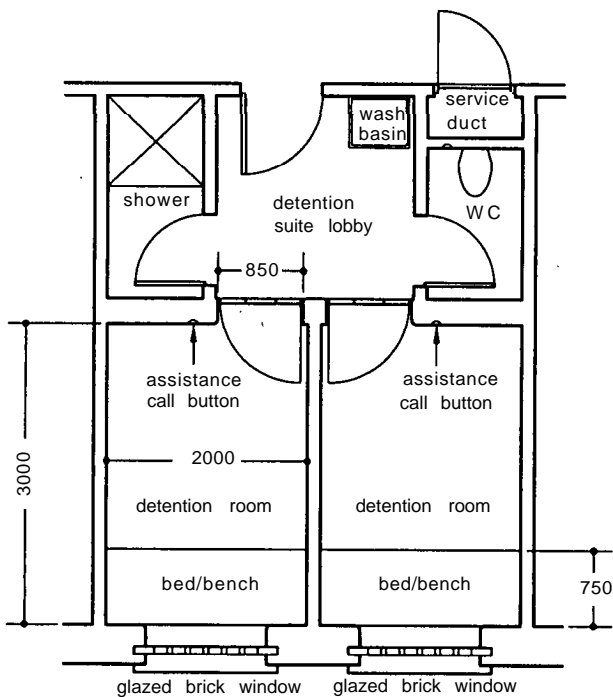 service
duct
wash
basin
shower
detention
suite lobby
WC
850
assistance
call button
assistance
call button
3000
2000
detention room
detention room
bed/bench
bed/bench
750
glazed brick window
glazed brick window